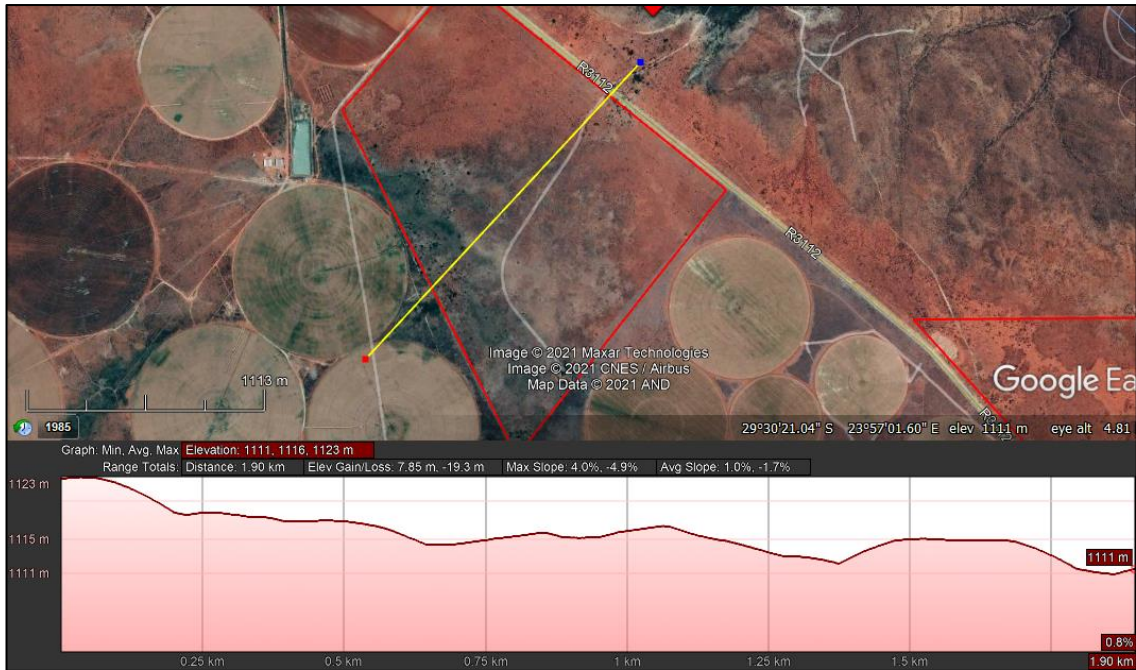 R3112
R3112
1113 m
Image © 2021 Maxar Technologies
Image © 2021 CNES / Airbus
Map Data © 2021 AND
Google Ea
1985
29°30'21.04" S 23°57'01.60" E elev 1111 m eye alt 4.81
Graph: Min, Avg, Max Elevation: 1111, 1116, 1123 m
Range Totals: Distance: 1.90 km Elev Gain/Loss: 7.85 m, -19.3 m Max Slope: 4.0%, -4.9% Avg Slope: 1.0%, -1.7%
1123 m
1115 m
1111 m
1111 m
0.8%
0.25 km 0.5 km 0.75 km 1 km 1.25 km 1.5 km 1.90 km